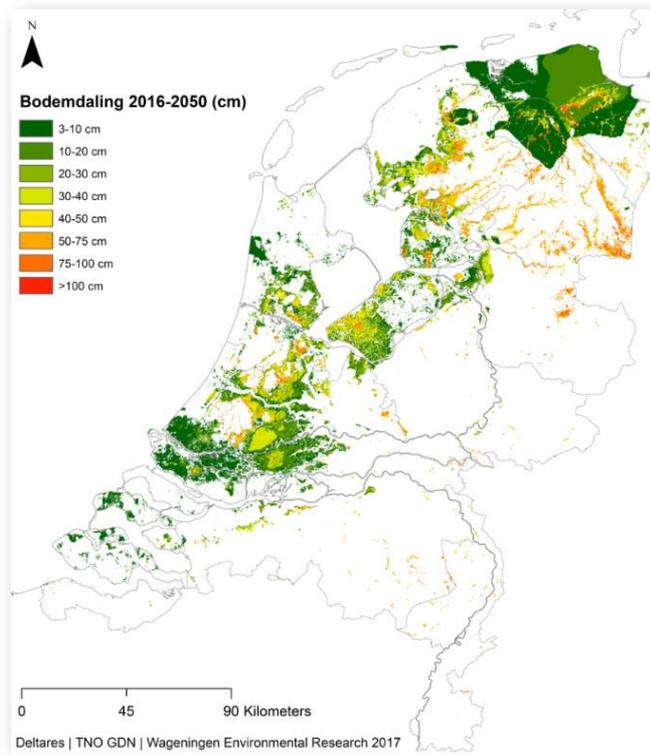 N
Bodemdaling 2016-2050 (cm)
3-10 cm
10-20 cm
20-30 cm
30-40 cm
40-50 cm
50-75 cm
75-100 cm
>100 cm
0 45 90 Kilometers
Deltares | TNO GDN | Wageningen Environmental Research 2017